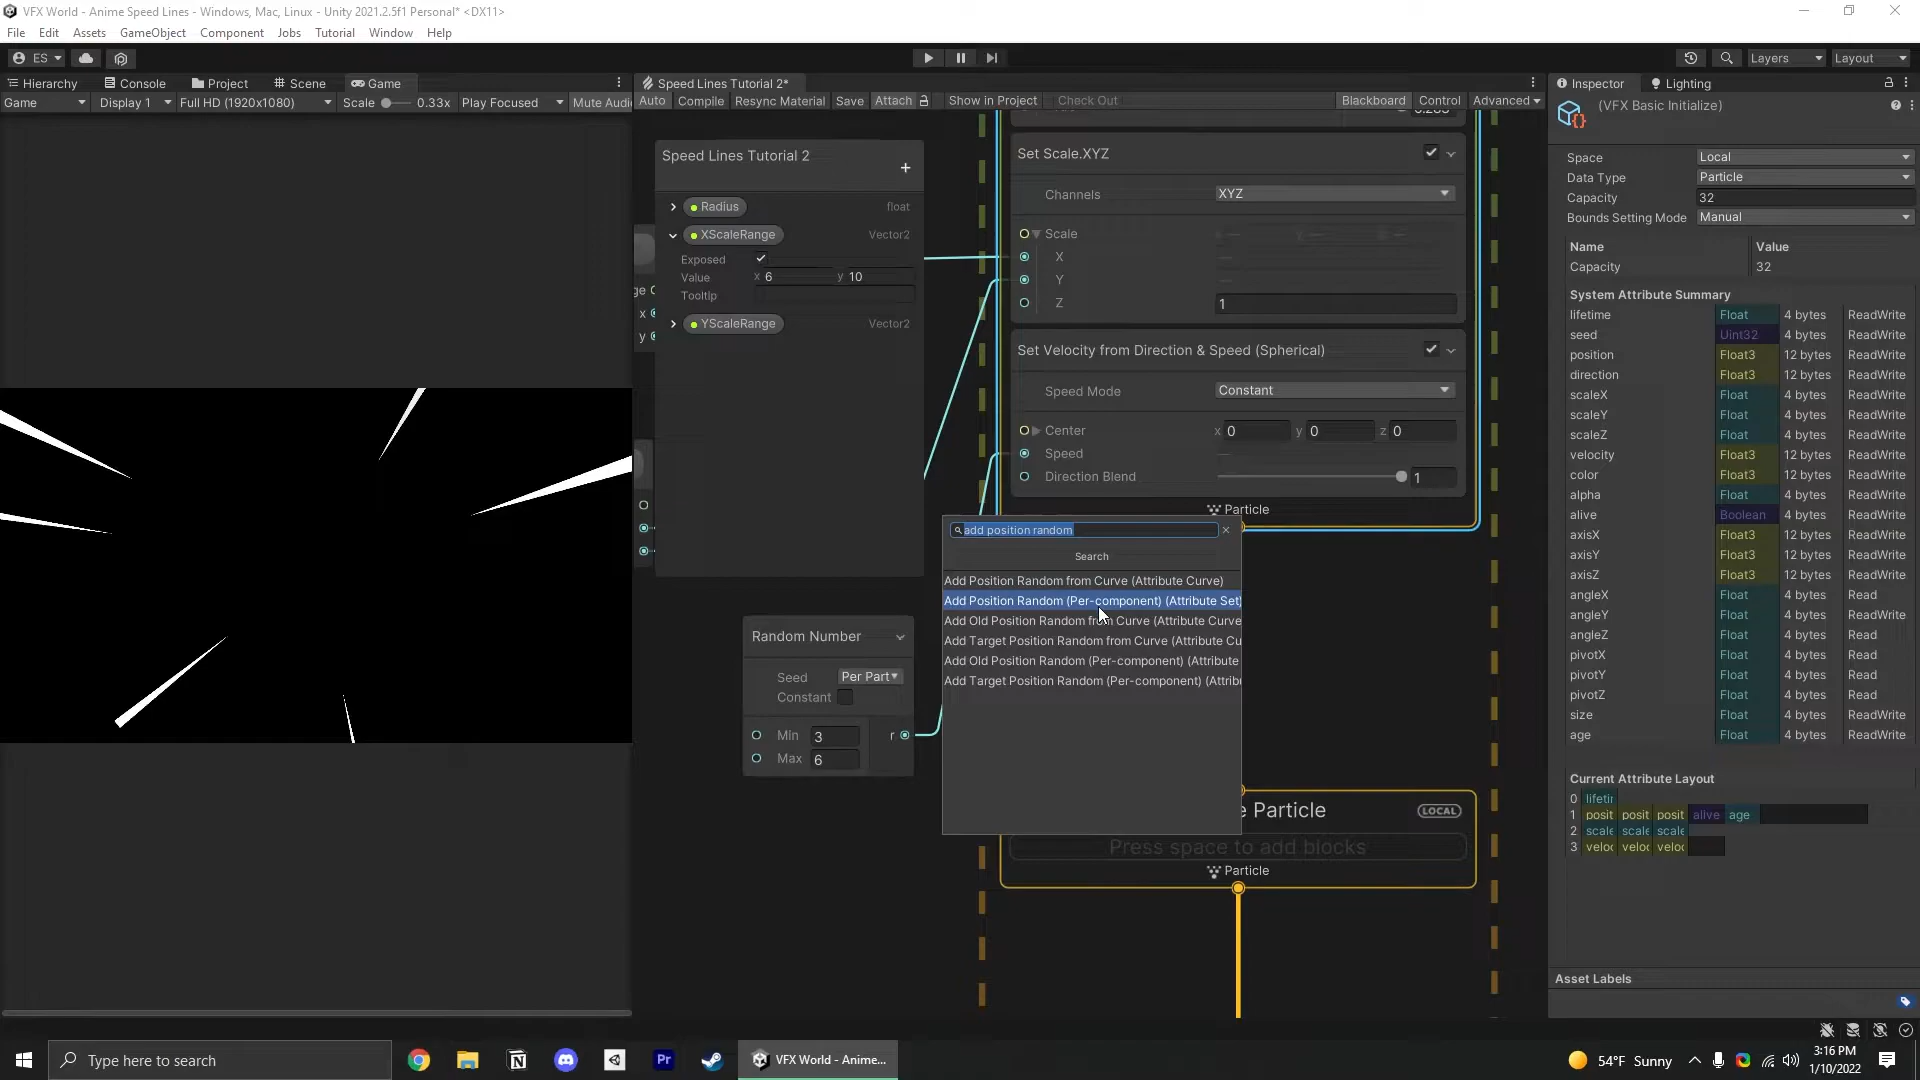 VFX World - Anime Speed Lines - Windows, Mac, Linux - Unity 2021.2.5f1 Personal* <DX11>
File Edit Assets GameObject Component Jobs Tutorial Window Help
ES Layers Layout
Hierarchy Console Project Scene Game
Game Display 1 Full HD (1920x1080) Scale 0.33x Play Focused Mute Audi
Speed Lines Tutorial 2*
Auto Compile Resync Material Save Attach Show in Project Check Out Blackboard Control Advanced
Speed Lines Tutorial 2 +
Radius float
XScaleRange Vector2
Exposed
Value x 6 y 10
Tooltip
YScaleRange Vector2
ge
x
y
Set Scale.XYZ
Channels XYZ
Scale
X
Y
Z 1
Set Velocity from Direction & Speed (Spherical)
Speed Mode Constant
Center x 0 y 0 z 0
Speed
Direction Blend 1
Particle
add position random
Search
Add Position Random from Curve (Attribute Curve)
Add Position Random (Per-component) (Attribute Set)
Add Old Position Random from Curve (Attribute Curve
Add Target Position Random from Curve (Attribute Cu
Add Old Position Random (Per-component) (Attribute
Add Target Position Random (Per-component) (Attribu
Random Number
Seed Per Part
Constant
Min 3 r
Max 6
e Particle LOCAL
Press space to add blocks
Particle
Inspector Lighting
(VFX Basic Initialize)
Space Local
Data Type Particle
Capacity 32
Bounds Setting Mode Manual
Name Value
Capacity 32
System Attribute Summary
lifetime Float 4 bytes ReadWrite
seed Uint32 4 bytes ReadWrite
position Float3 12 bytes ReadWrite
direction Float3 12 bytes ReadWrite
scaleX Float 4 bytes ReadWrite
scaleY Float 4 bytes ReadWrite
scaleZ Float 4 bytes ReadWrite
velocity Float3 12 bytes ReadWrite
color Float3 12 bytes ReadWrite
alpha Float 4 bytes ReadWrite
alive Boolean 4 bytes ReadWrite
axisX Float3 12 bytes ReadWrite
axisY Float3 12 bytes ReadWrite
axisZ Float3 12 bytes ReadWrite
angleX Float 4 bytes Read
angleY Float 4 bytes ReadWrite
angleZ Float 4 bytes Read
pivotX Float 4 bytes Read
pivotY Float 4 bytes Read
pivotZ Float 4 bytes Read
size Float 4 bytes ReadWrite
age Float 4 bytes ReadWrite
Current Attribute Layout
0 lifetir
1 posit posit posit alive age
2 scale scale scale
3 veloc veloc veloc
Asset Labels
Type here to search
VFX World - Anime...
54°F Sunny
3:16 PM
1/10/2022